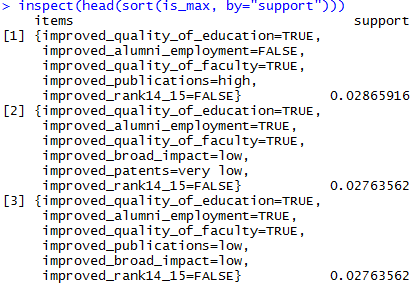 > inspect(head(sort(is_max, by="support")))
items support
[1] {improved_quality_of_education=TRUE,
improved_alumni_employment=FALSE,
improved_quality_of_faculty=TRUE,
improved_publications=high,
improved_rank14_15=FALSE} 0.02865916
[2] {improved_quality_of_education=TRUE,
improved_alumni_employment=TRUE,
improved_quality_of_faculty=TRUE,
improved_broad_impact=low,
improved_patents=very low,
improved_rank14_15=FALSE} 0.02763562
[3] {improved_quality_of_education=TRUE,
improved_alumni_employment=TRUE,
improved_quality_of_faculty=TRUE,
improved_publications=low,
improved_broad_impact=low,
improved_rank14_15=FALSE} 0.02763562